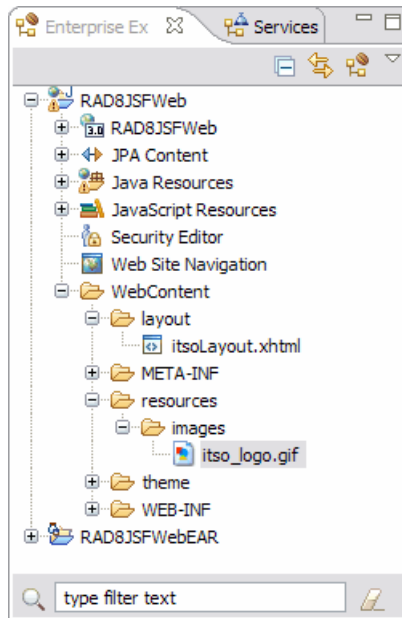 Enterprise Ex Services
RAD8JSFWeb
3.0 RAD8JSFWeb
JPA Content
Java Resources
JavaScript Resources
Security Editor
Web Site Navigation
WebContent
layout
itsoLayout.xhtml
META-INF
resources
images
itso_logo.gif
theme
WEB-INF
RAD8JSFWebEAR
type filter text